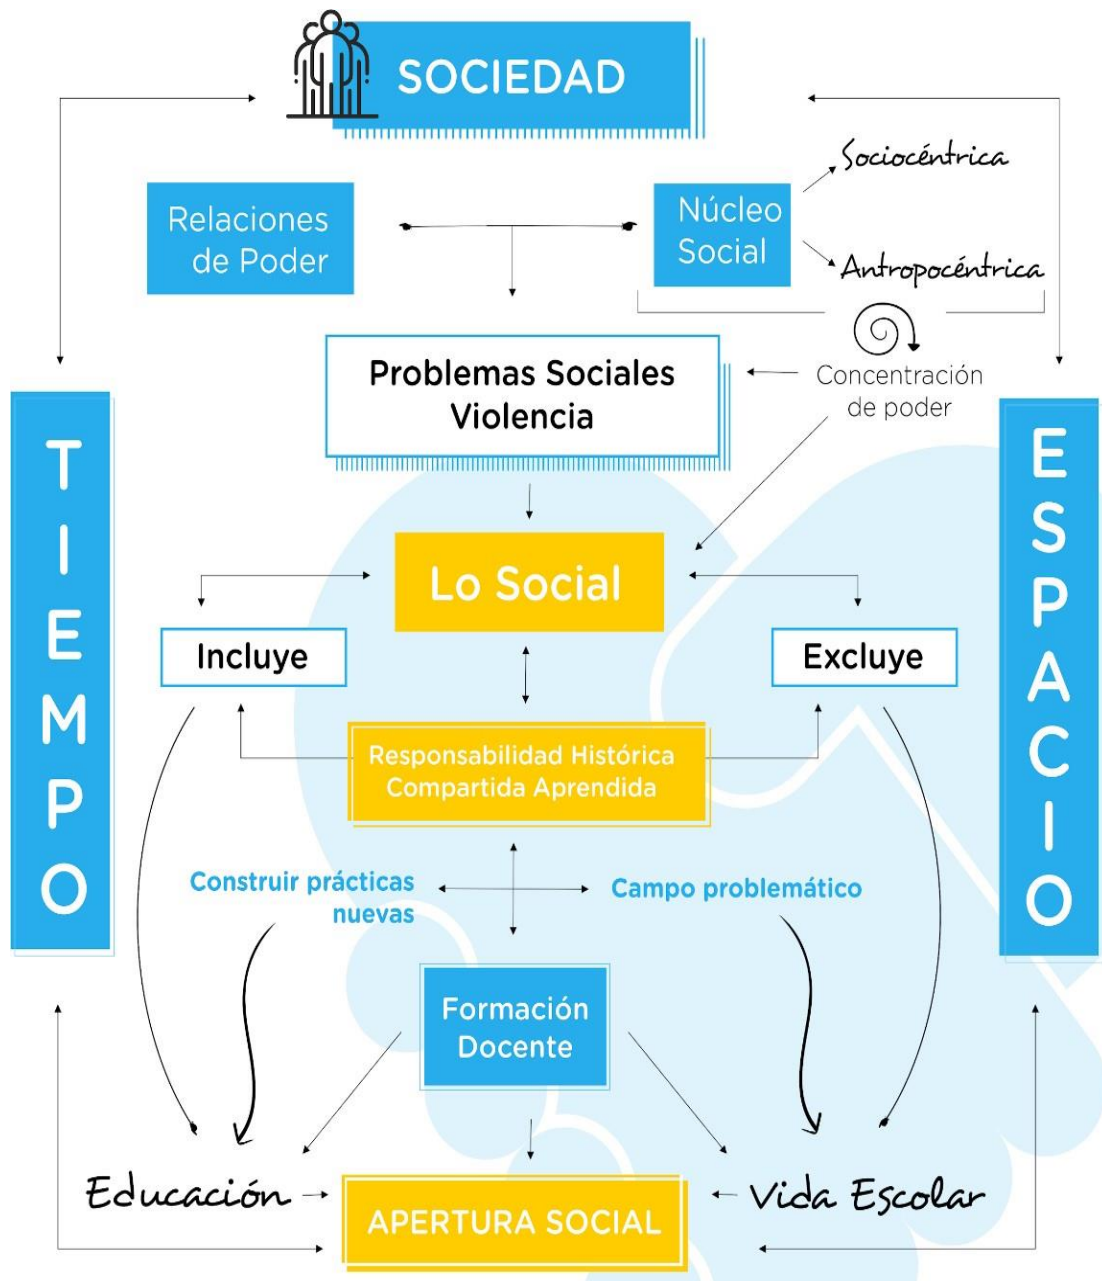 SOCIEDAD
Sociocéntrica
Relaciones
de Poder
Núcleo
Social
Antropocéntrica
Problemas Sociales
Violencia
Concentración
de poder
TIEMPO
ESPACIO
Lo Social
Incluye
Excluye
Responsabilidad Histórica
Compartida Aprendida
Construir prácticas
nuevas
Campo problemático
Formación
Docente
Educación
Vida Escolar
APERTURA SOCIAL